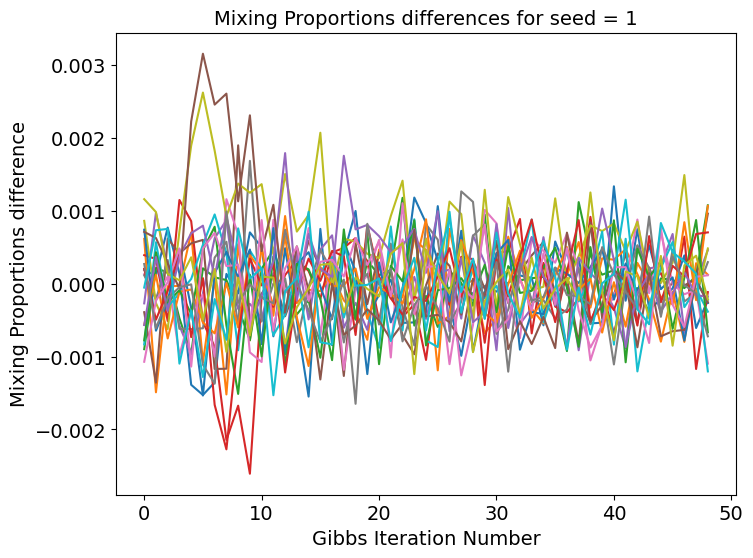 Mixing Proportions differences for seed = 1
Mixing Proportions difference
0.003
0.002
0.001
0.000
−0.001
−0.002
0 10 20 30 40 50
Gibbs Iteration Number